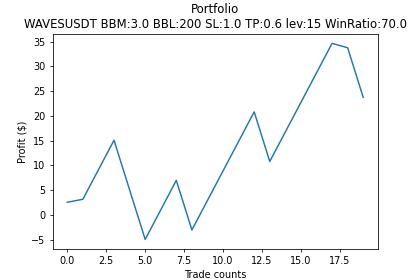 Portfolio
WAVESUSDT BBM:3.0 BBL:200 SL:1.0 TP:0.6 lev:15 WinRatio:70.0
35
30
25
20
15
10
5
0
−5
Profit ($)
0.0 2.5 5.0 7.5 10.0 12.5 15.0 17.5
Trade counts